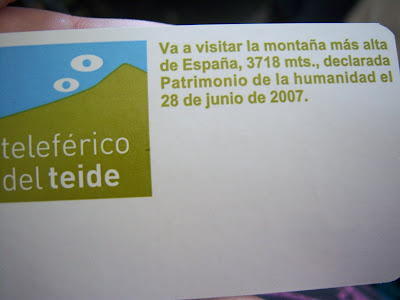 Va a visitar la montaña más alta
de España, 3718 mts., declarada
Patrimonio de la humanidad el
28 de junio de 2007.
teleférico
del teide